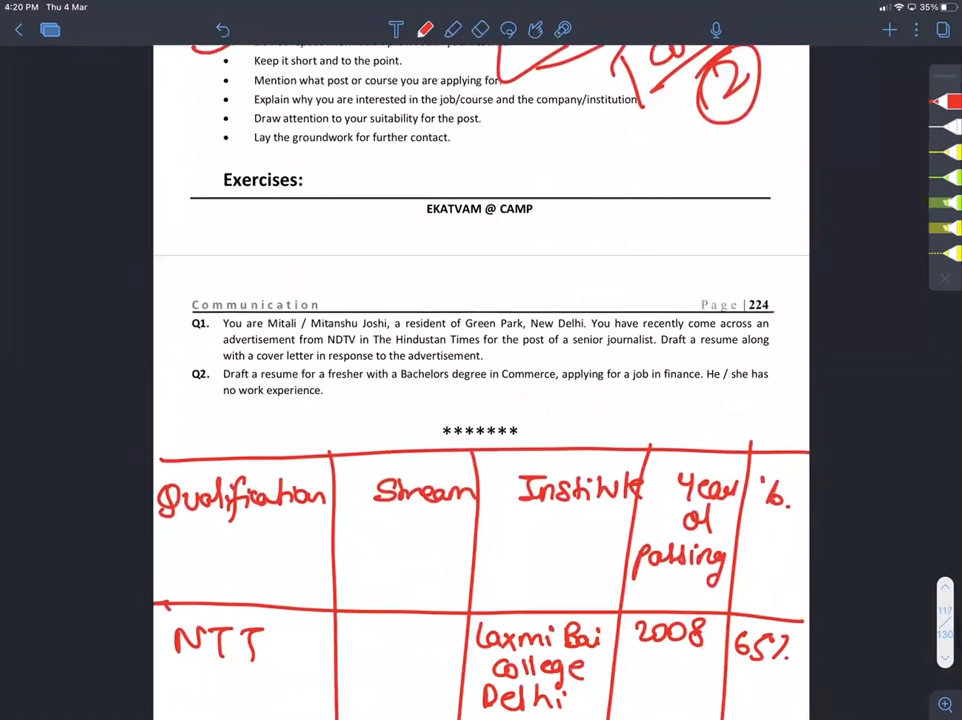 4:20 PM Thu 4 Mar
35%
Keep it short and to the point.
Mention what post or course you are applying for.
Explain why you are interested in the job/course and the company/institution
Draw attention to your suitability for the post.
Lay the groundwork for further contact.
2
Exercises:
EKATVAM @ CAMP
Communication
Page | 224
Q1. You are Mitali / Mitanshu Joshi, a resident of Green Park, New Delhi. You have recently come across an
advertisement from NDTV in The Hindustan Times for the post of a senior journalist. Draft a resume along
with a cover letter in response to the advertisement.
Q2. Draft a resume for a fresher with a Bachelors degree in Commerce, applying for a job in finance. He / she has
no work experience.
*******
Qualification Stream Institute Year %.
of
passing
NTT Laxmi Bai 2008 65%
College
Delhi
117
130